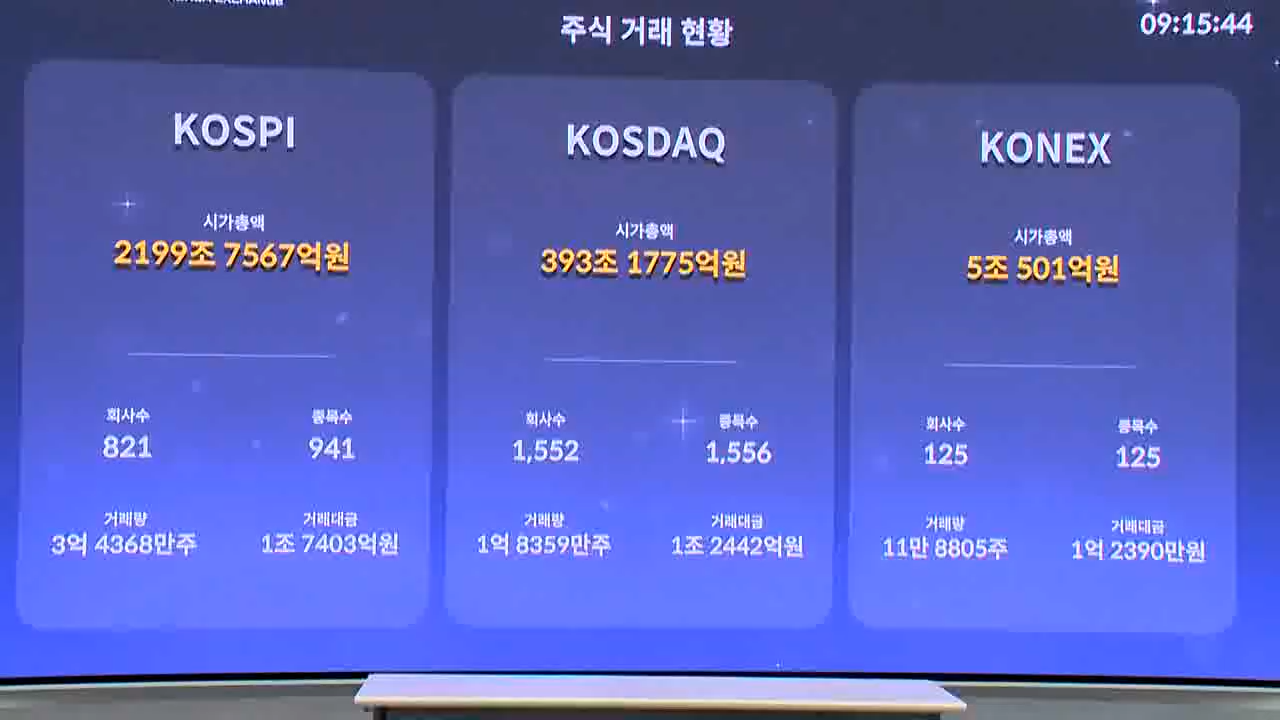 EXCHANGE
주식 거래 현황
09:15:44
KOSPI
시가총액
2199조 7567억원
회사수
종목수
821
941
거래량
거래대금
3억 4368만주
1조 7403억원
KOSDAQ
시가총액
393조 1775억원
회사수
종목수
1,552
1,556
거래량
거래대금
1억 8359만주
1조 2442억원
KONEX
시가총액
5조 501억원
회사수
종목수
125
125
거래량
거래대금
11만 8805주
1억 2390만원